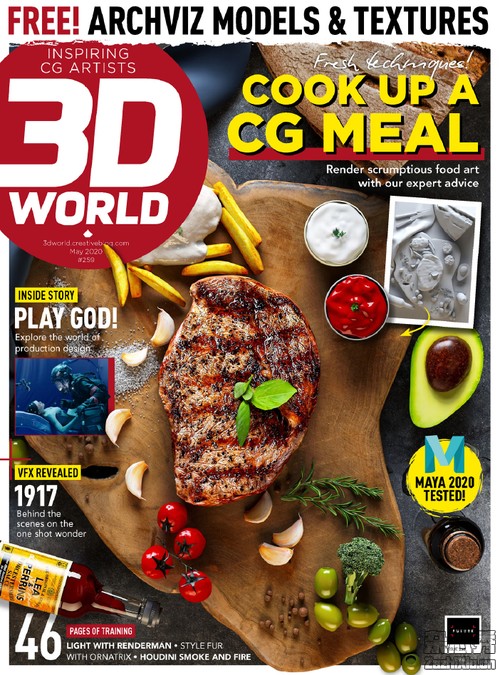 FREE! ARCHVIZ MODELS & TEXTURES
INSPIRING
CG ARTISTS
3D
WORLD
3dworld.creativebloq.com
May 2020
#259
Fresh techniques!
COOK UP A
CG MEAL
Render scrumptious food art
with our expert advice
INSIDE STORY
PLAY GOD!
Explore the world of
production design
VFX REVEALED
1917
Behind the
scenes on the
one shot wonder
MAYA 2020
TESTED!
LEA &
PERRINS
46
PAGES OF TRAINING
LIGHT WITH RENDERMAN • STYLE FUR
WITH ORNATRIX • HOUDINI SMOKE AND FIRE
FUTURE